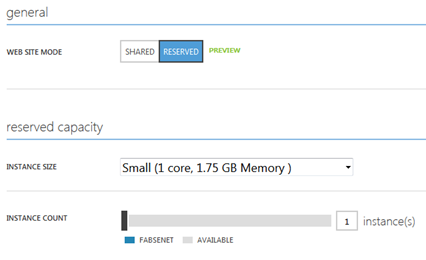 general
WEB SITE MODE SHARED RESERVED PREVIEW
reserved capacity
INSTANCE SIZE Small (1 core, 1.75 GB Memory )
INSTANCE COUNT 1 instance(s)
FABSENET AVAILABLE